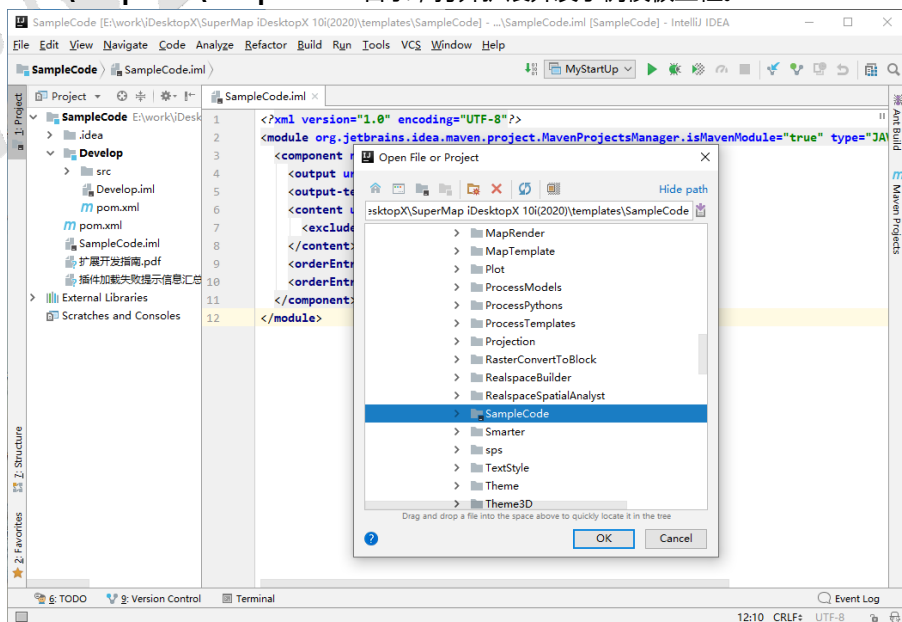 SampleCode [E:\work\iDesktopX\SuperMap iDesktopX 10i(2020)\templates\SampleCode] - ...\SampleCode.iml [SampleCode] - IntelliJ IDEA
File Edit View Navigate Code Analyze Refactor Build Run Tools VCS Window Help
SampleCode SampleCode.iml MyStartUp
1: Project
Project
SampleCode E:\work\iDesk
.idea
Develop
src
Develop.iml
pom.xml
pom.xml
SampleCode.iml
扩展开发指南.pdf
插件加载失败提示信息汇总
External Libraries
Scratches and Consoles
SampleCode.iml
1 <?xml version="1.0" encoding="UTF-8"?>
2 <module org.jetbrains.idea.maven.project.MavenProjectsManager.isMavenModule="true" type="JAV
3 <component
4 <output
5 <output-te
6 <content
7 <exclude
8 </content>
9 <orderEntr
10 <orderEntr
11 </component>
12 </module>
Open File or Project
Hide path
esktopX\SuperMap iDesktopX 10i(2020)\templates\SampleCode
MapRender
MapTemplate
Plot
ProcessModels
ProcessPythons
ProcessTemplates
Projection
RasterConvertToBlock
RealspaceBuilder
RealspaceSpatialAnalyst
SampleCode
Smarter
sps
TextStyle
Theme
Theme3D
Drag and drop a file into the space above to quickly locate it in the tree
? OK Cancel
Ant Build
Maven Projects
7: Structure
2: Favorites
6: TODO 9: Version Control Terminal Event Log
12:10 CRLF UTF-8